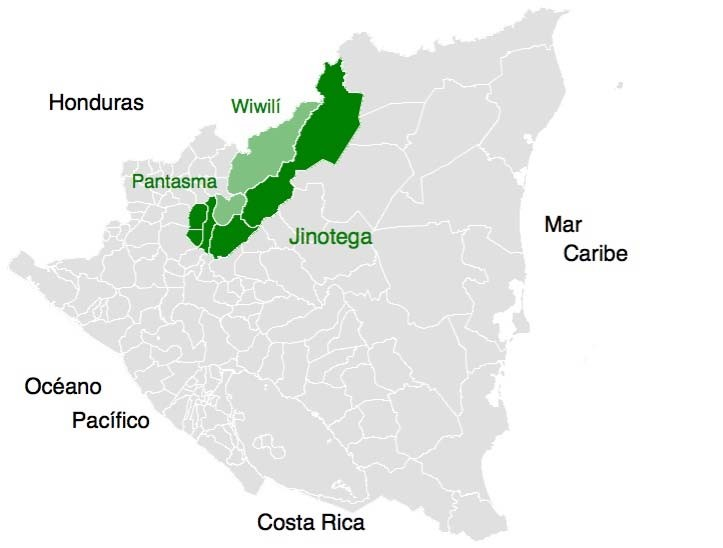 Honduras
Wiwilí
Pantasma
Jinotega
Mar
Caribe
Océano
Pacífico
Costa Rica